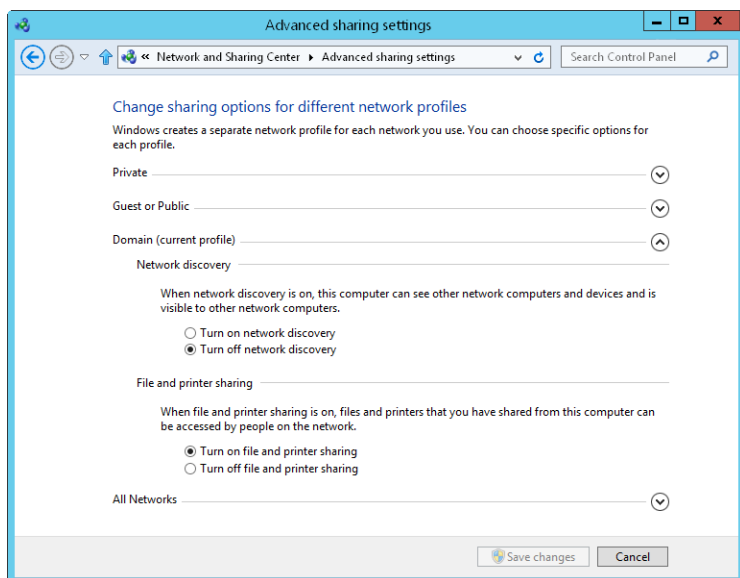 Advanced sharing settings
« Network and Sharing Center Advanced sharing settings
Search Control Panel
Change sharing options for different network profiles
Windows creates a separate network profile for each network you use. You can choose specific options for
each profile.
Private
Guest or Public
Domain (current profile)
Network discovery
When network discovery is on, this computer can see other network computers and devices and is
visible to other network computers.
Turn on network discovery
Turn off network discovery
File and printer sharing
When file and printer sharing is on, files and printers that you have shared from this computer can
be accessed by people on the network.
Turn on file and printer sharing
Turn off file and printer sharing
All Networks
Save changes
Cancel